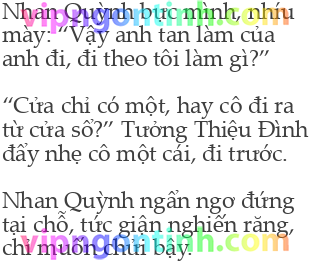 Nhan Quỳnh bực mình, nhíu
mày: “Vậy anh tan làm của
anh đi, đi theo tôi làm gì?”
“Cửa chỉ có một, hay cô đi ra
từ cửa sổ?” Tưởng Thiệu Đình
đẩy nhẹ cô một cái, đi trước.
Nhan Quỳnh ngẩn ngơ đứng
tại chỗ, tức giận nghiến răng,
chỉ muốn chửi bậy.
vipngontinh.com
vipngontinh.com